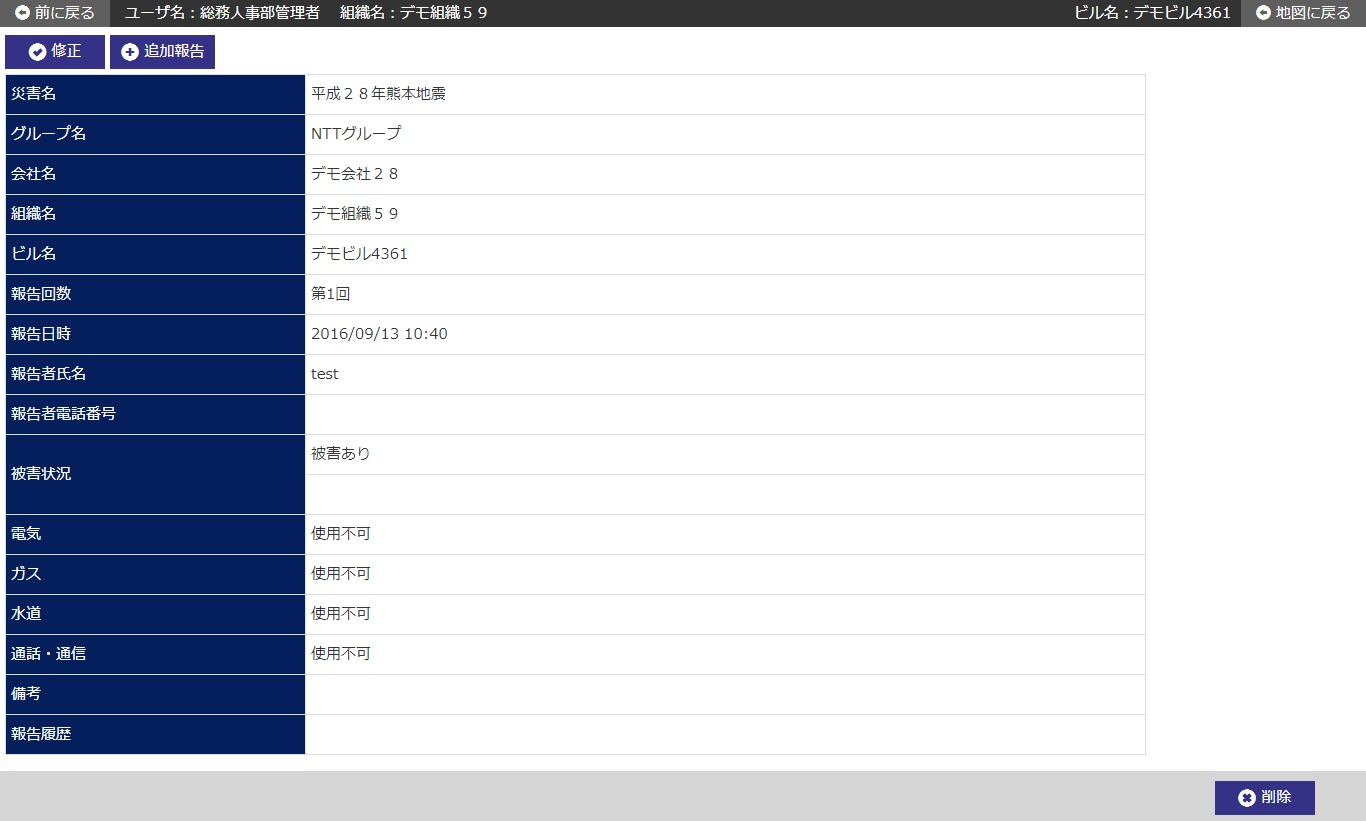 前に戻る ユーザ名：総務人事部管理者 組織名：デモ組織５９ ビル名：デモビル4361 地図に戻る
修正 追加報告
災害名 平成２８年熊本地震
グループ名 NTTグループ
会社名 デモ会社２８
組織名 デモ組織５９
ビル名 デモビル4361
報告回数 第1回
報告日時 2016/09/13 10:40
報告者氏名 test
報告者電話番号
被害あり
被害状況
電気 使用不可
ガス 使用不可
水道 使用不可
通話・通信 使用不可
備考
報告履歴
削除